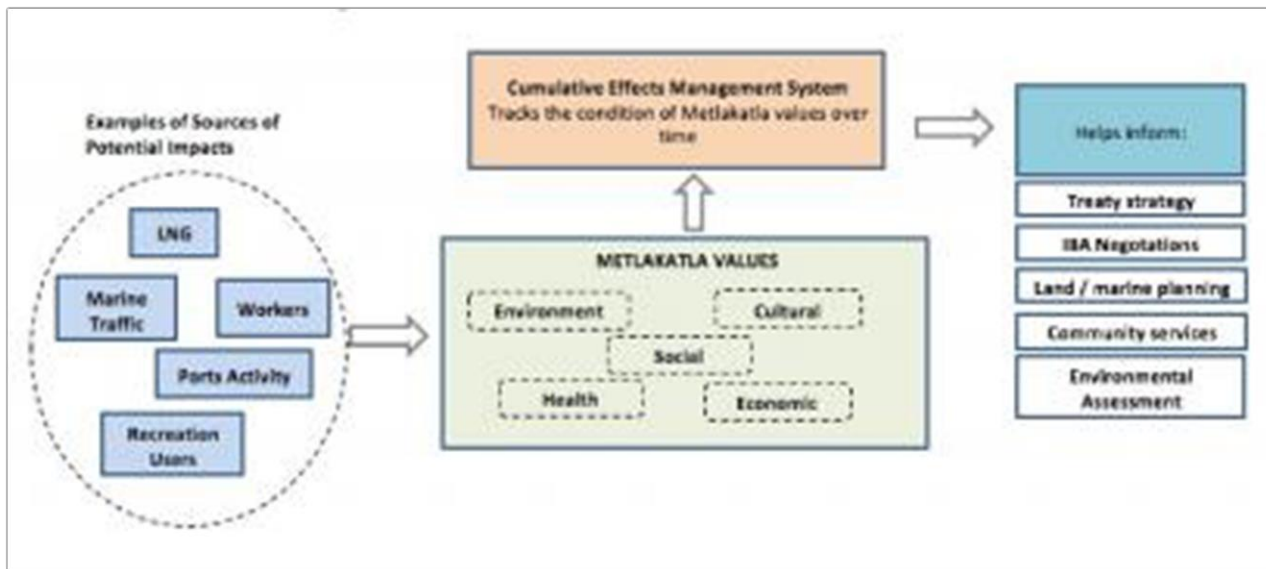 Examples of Sources of
Potential Impacts
LNG
Marine
Traffic
Workers
Ports Activity
Recreation
Users
Cumulative Effects Management System
Tracks the condition of Metlakatla values over
time
METLAKATLA VALUES
Environment
Cultural
Social
Health
Economic
Helps inform:
Treaty strategy
IBA Negotations
Land / marine planning
Community services
Environmental
Assessment